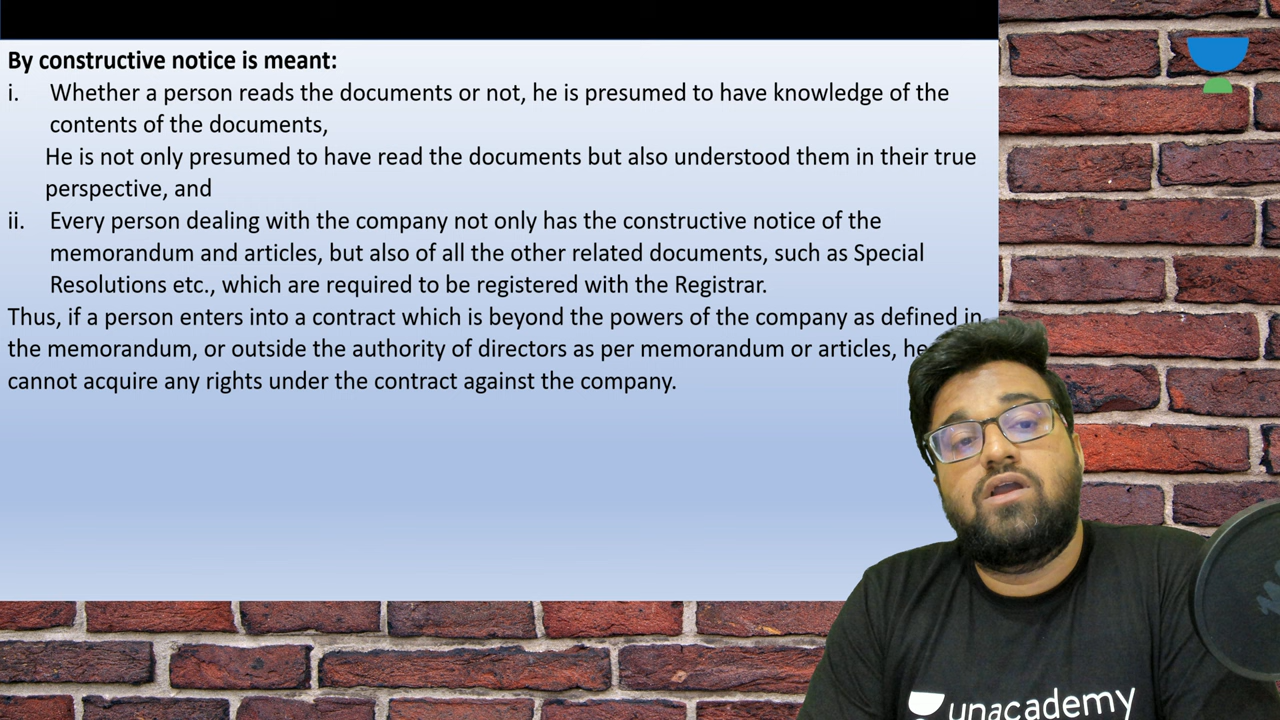 By constructive notice is meant:
i. Whether a person reads the documents or not, he is presumed to have knowledge of the
contents of the documents,
He is not only presumed to have read the documents but also understood them in their true
perspective, and
ii. Every person dealing with the company not only has the constructive notice of the
memorandum and articles, but also of all the other related documents, such as Special
Resolutions etc., which are required to be registered with the Registrar.
Thus, if a person enters into a contract which is beyond the powers of the company as defined in
the memorandum, or outside the authority of directors as per memorandum or articles, he
cannot acquire any rights under the contract against the company.
unacademy